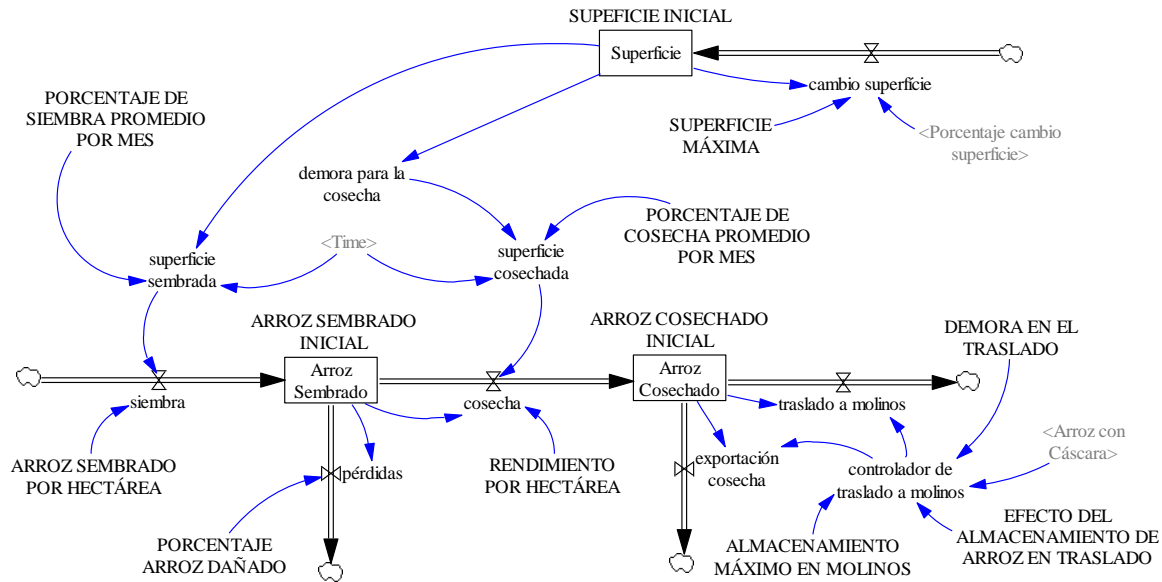 SUPEFICIE INICIAL
Superficie
cambio superfície
PORCENTAJE DE
SIEMBRA PROMEDIO
POR MES
SUPERFICIE
MÁXIMA
<Porcentaje cambio
superficie>
demora para la
cosecha
PORCENTAJE DE
COSECHA PROMEDIO
POR MES
<Time>
superficie
sembrada
superficie
cosechada
ARROZ SEMBRADO
INICIAL
ARROZ COSECHADO
INICIAL
DEMORA EN EL
TRASLADO
Arroz
Sembrado
Arroz
Cosechado
siembra
cosecha
traslado a molinos
ARROZ SEMBRADO
POR HECTÁREA
pérdidas
RENDIMIENTO
POR HECTÁREA
exportación
cosecha
controlador de
traslado a molinos
<Arroz con
Cáscara>
PORCENTAJE
ARROZ DAÑADO
ALMACENAMIENTO
MÁXIMO EN MOLINOS
EFECTO DEL
ALMACENAMIENTO DE
ARROZ EN TRASLADO